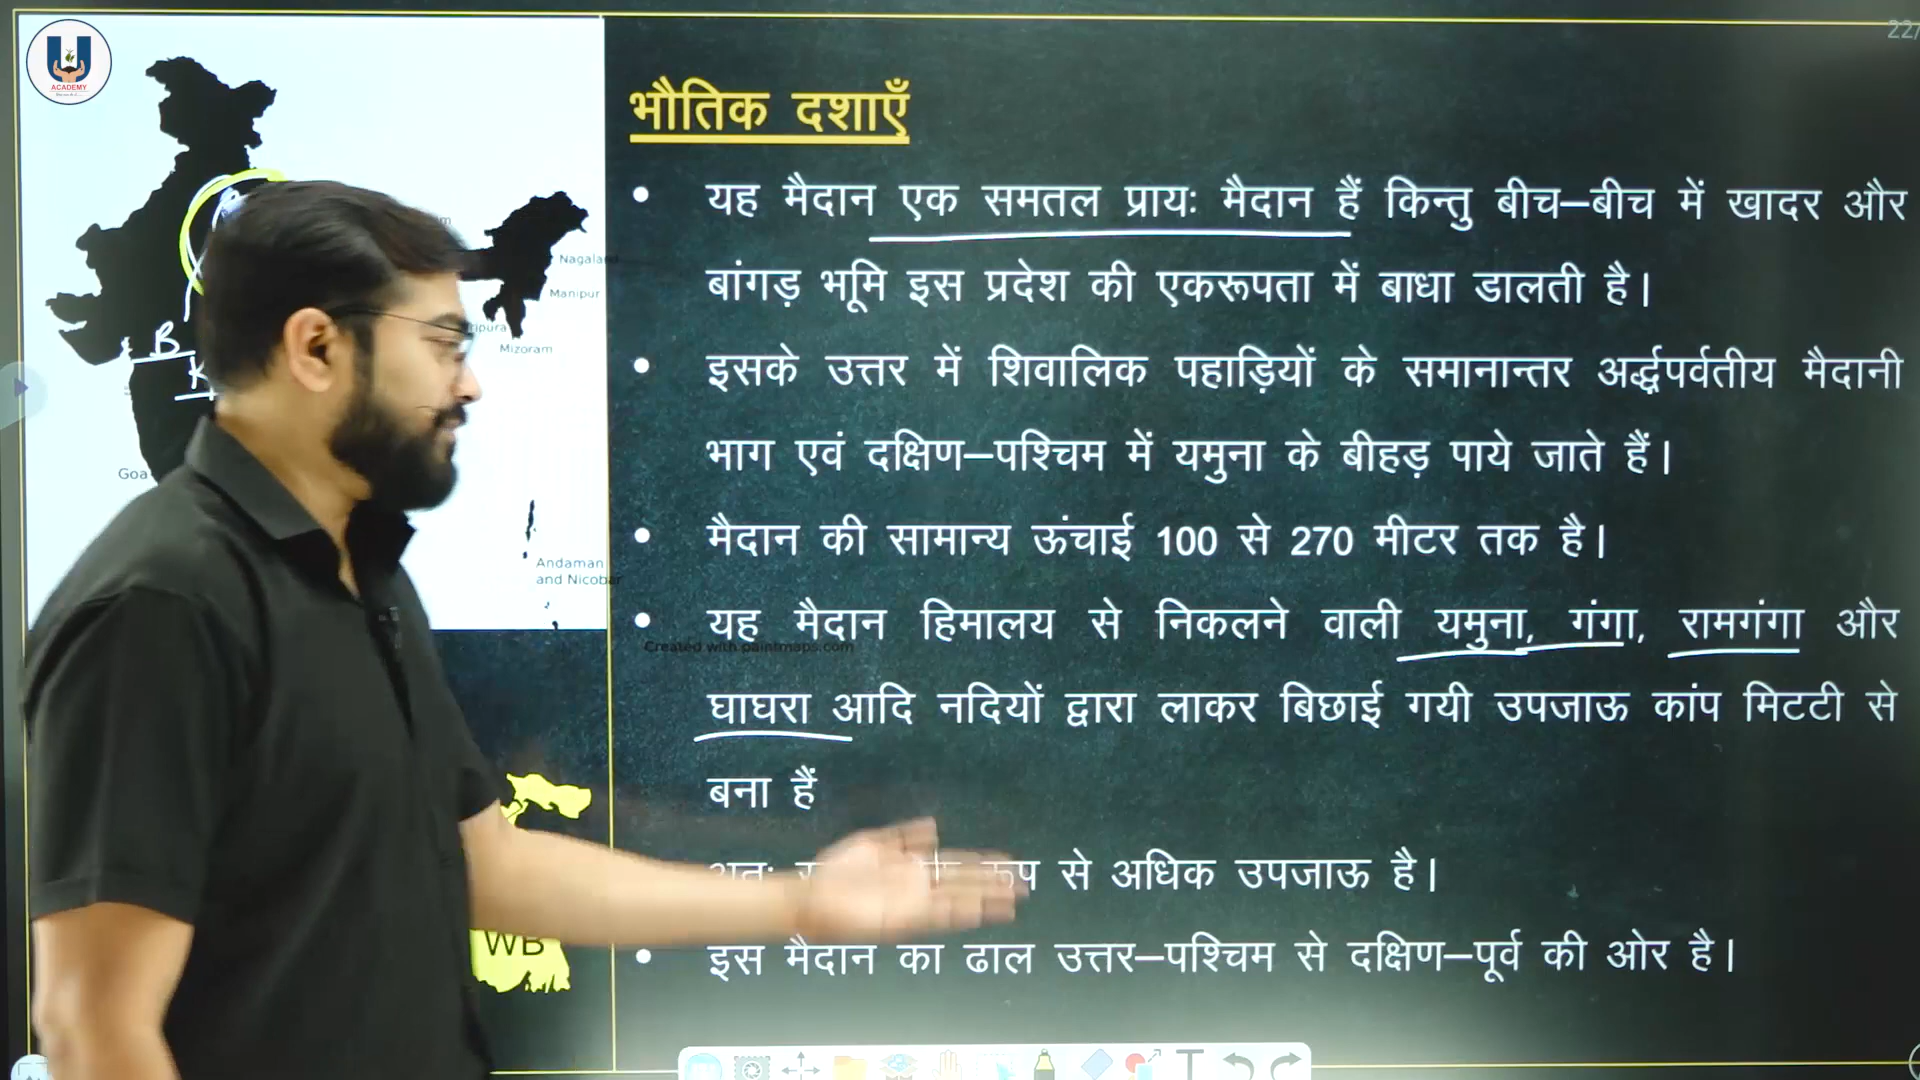 U
ACADEMY
भौतिक दशाएँ
• यह मैदान एक समतल प्रायः मैदान हैं किन्तु बीच–बीच में खादर और
बांगड़ भूमि इस प्रदेश की एकरूपता में बाधा डालती है।
• इसके उत्तर में शिवालिक पहाड़ियों के समानान्तर अर्द्धपर्वतीय मैदानी
भाग एवं दक्षिण–पश्चिम में यमुना के बीहड़ पाये जाते हैं।
• मैदान की सामान्य ऊंचाई 100 से 270 मीटर तक है।
• यह मैदान हिमालय से निकलने वाली यमुना, गंगा, रामगंगा और
घाघरा आदि नदियों द्वारा लाकर बिछाई गयी उपजाऊ कांप मिटटी से
बना हैं
अतः रूप से अधिक उपजाऊ है।
• इस मैदान का ढाल उत्तर–पश्चिम से दक्षिण–पूर्व की ओर है।
Nagaland
Manipur
Mizoram
B
K
Goa
Andaman
and Nicobar
Created with paintmaps.com
WB
T